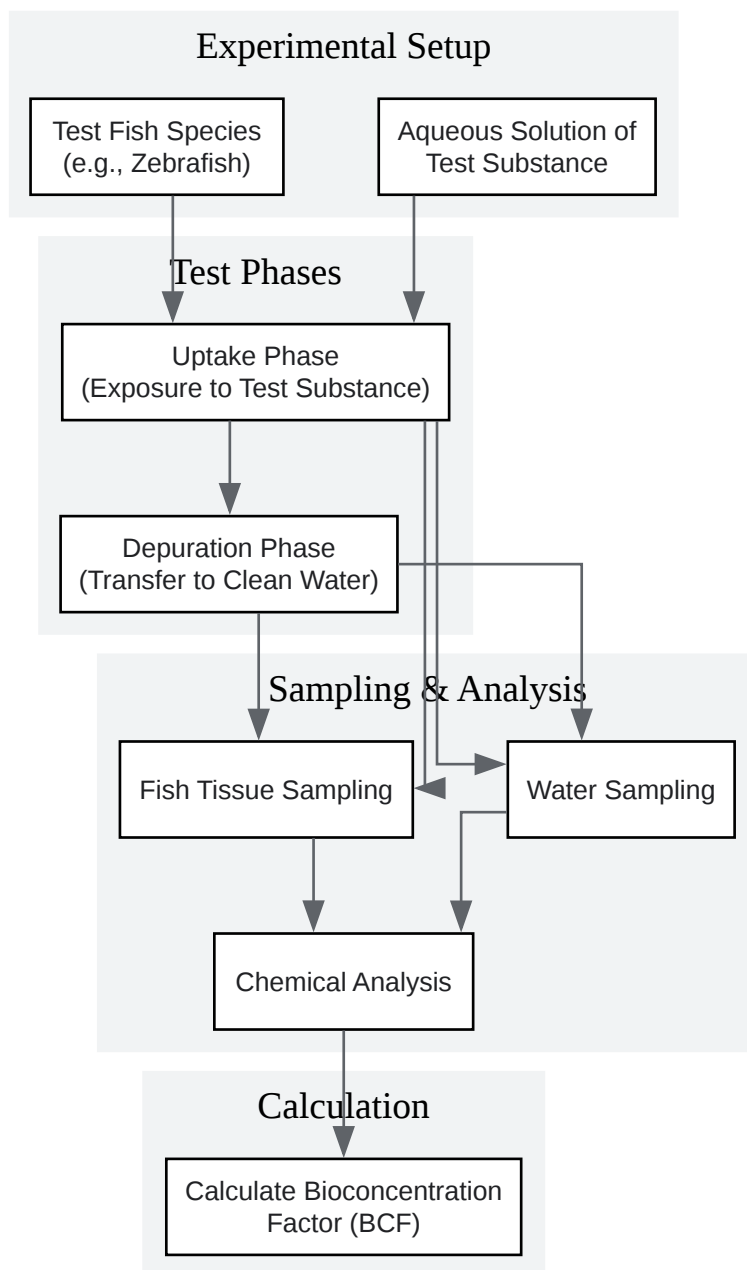 Experimental Setup
Test Fish Species
(e.g., Zebrafish)
Aqueous Solution of
Test Substance
Test Phases
Uptake Phase
(Exposure to Test Substance)
Depuration Phase
(Transfer to Clean Water)
Sampling & Analysis
Fish Tissue Sampling
Water Sampling
Chemical Analysis
Calculation
Calculate Bioconcentration
Factor (BCF)